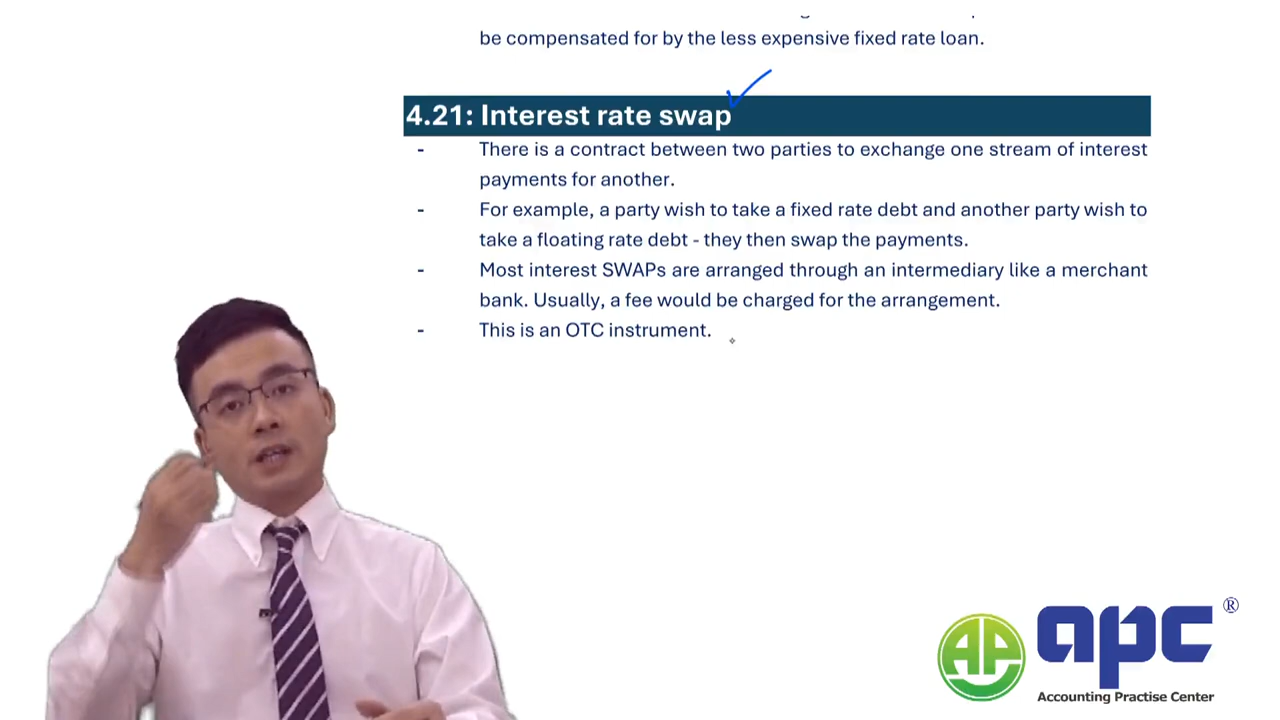 be compensated for by the less expensive fixed rate loan.
4.21: Interest rate swap
- There is a contract between two parties to exchange one stream of interest
payments for another.
- For example, a party wish to take a fixed rate debt and another party wish to
take a floating rate debt - they then swap the payments.
- Most interest SWAPs are arranged through an intermediary like a merchant
bank. Usually, a fee would be charged for the arrangement.
- This is an OTC instrument.
AP
apc®
Accounting Practise Center